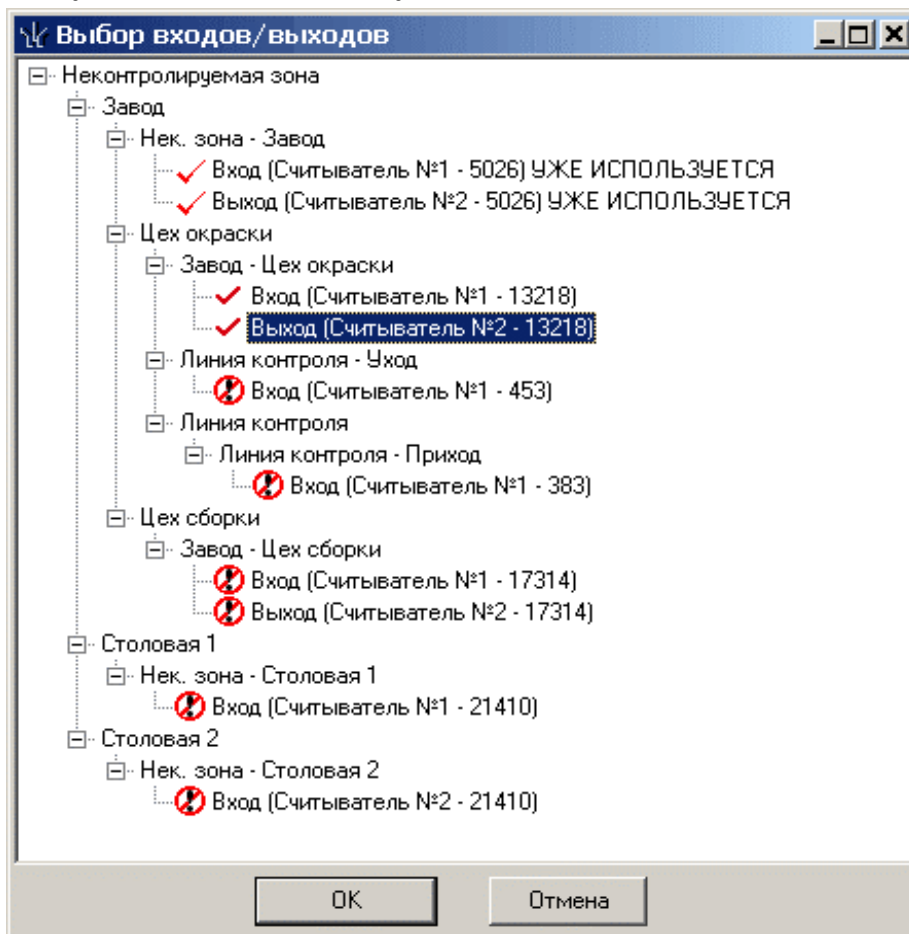 Выбор входов/выходов
Неконтролируемая зона
Завод
Нек. зона - Завод
Вход (Считыватель №1 - 5026) УЖЕ ИСПОЛЬЗУЕТСЯ
Выход (Считыватель №2 - 5026) УЖЕ ИСПОЛЬЗУЕТСЯ
Цех окраски
Завод - Цех окраски
Вход (Считыватель №1 - 13218)
Выход (Считыватель №2 - 13218)
Линия контроля - Уход
Вход (Считыватель №1 - 453)
Линия контроля
Линия контроля - Приход
Вход (Считыватель №1 - 383)
Цех сборки
Завод - Цех сборки
Вход (Считыватель №1 - 17314)
Выход (Считыватель №2 - 17314)
Столовая 1
Нек. зона - Столовая 1
Вход (Считыватель №1 - 21410)
Столовая 2
Нек. зона - Столовая 2
Вход (Считыватель №2 - 21410)
OK Отмена